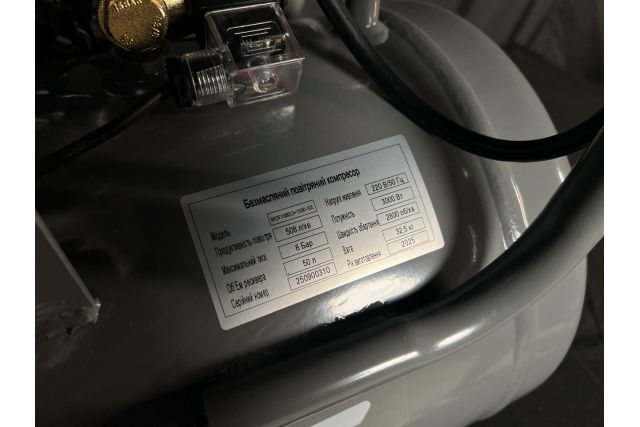 Безмасляний повітряний компресор
Модель
Продуктивність повітря 508 л/хв
Максимальний тиск 8 Бар
Об Ем ресивера 50 л
Серійний номер 250900310
Напруга живлення 220 В/50 Гц
Потужність 3000 Вт
Швидкість обертання 2800 об/хв
Вага 32.5 кг
Рік виготовлення 2025